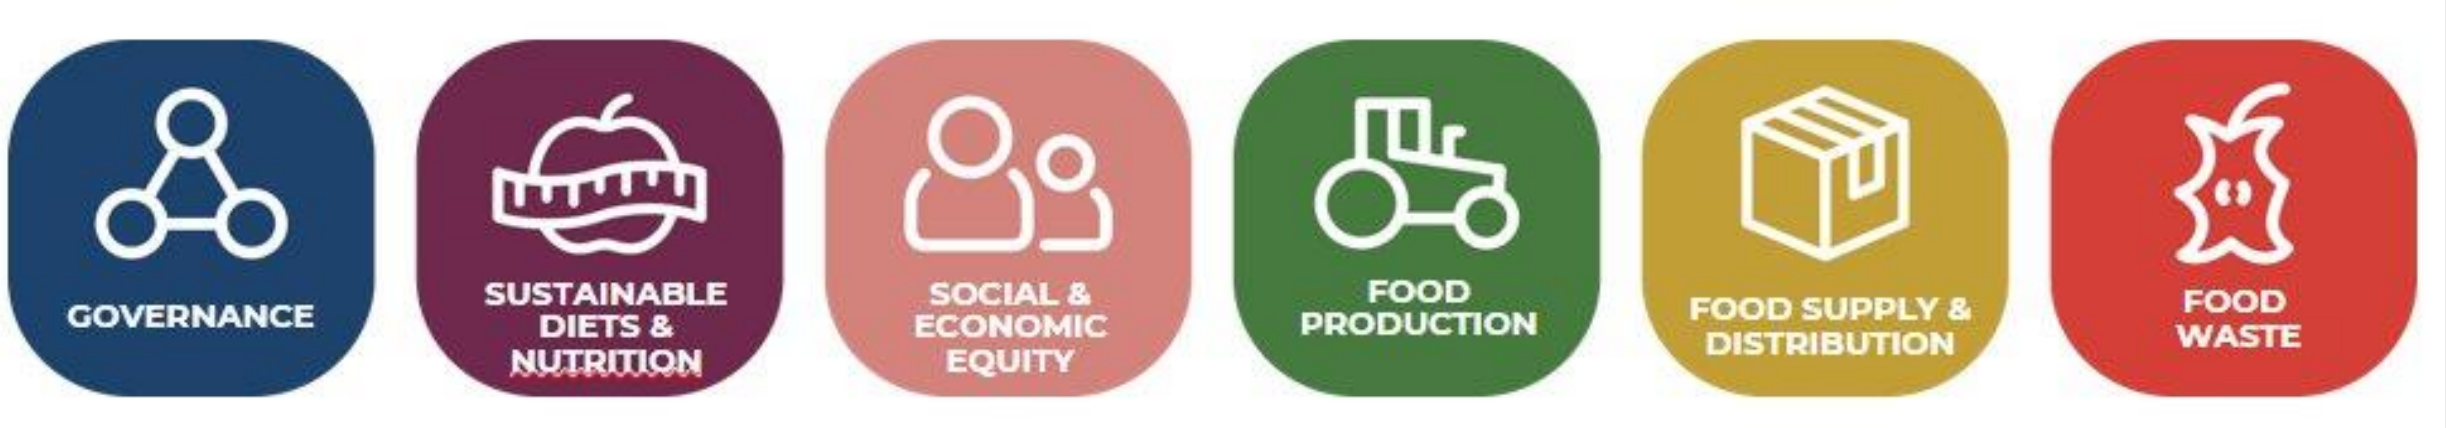 GOVERNANCE
SUSTAINABLE
DIETS &
NUTRITION
SOCIAL &
ECONOMIC
EQUITY
FOOD
PRODUCTION
FOOD SUPPLY &
DISTRIBUTION
FOOD
WASTE